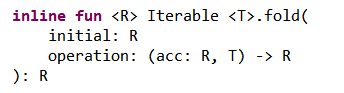 inline fun <R> Iterable <T>.fold(
initial: R
operation: (acc: R, T) -> R
): R